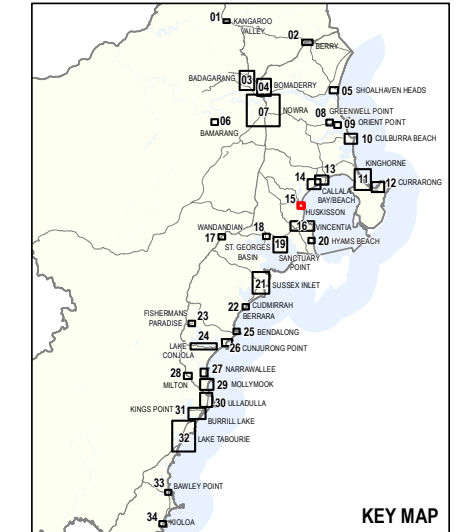 01
KANGAROO
VALLEY
02
BERRY
BADAGARANG
03
04
BOMADERRY
05
SHOALHAVEN HEADS
07
NOWRA
06
BAMARANG
08
GREENWELL POINT
09
ORIENT POINT
10
CULBURRA BEACH
KINGHORNE
11
12
CURRARONG
13
14
CALLALA
BAY/BEACH
15
HUSKISSON
16
VINCENTIA
WANDANDIAN
17
18
ST. GEORGES
BASIN
19
20
HYAMS BEACH
SANCTUARY
POINT
21
SUSSEX INLET
22
CUDMIRRAH
BERRARA
FISHERMANS
PARADISE
23
25
BENDALONG
24
LAKE
CONJOLA
26
CUNJURONG POINT
27
NARRAWALLEE
28
MILTON
29
MOLLYMOOK
30
ULLADULLA
KINGS POINT
31
BURRILL LAKE
32
LAKE TABOURIE
33
BAWLEY POINT
34
KIOLOA
KEY MAP